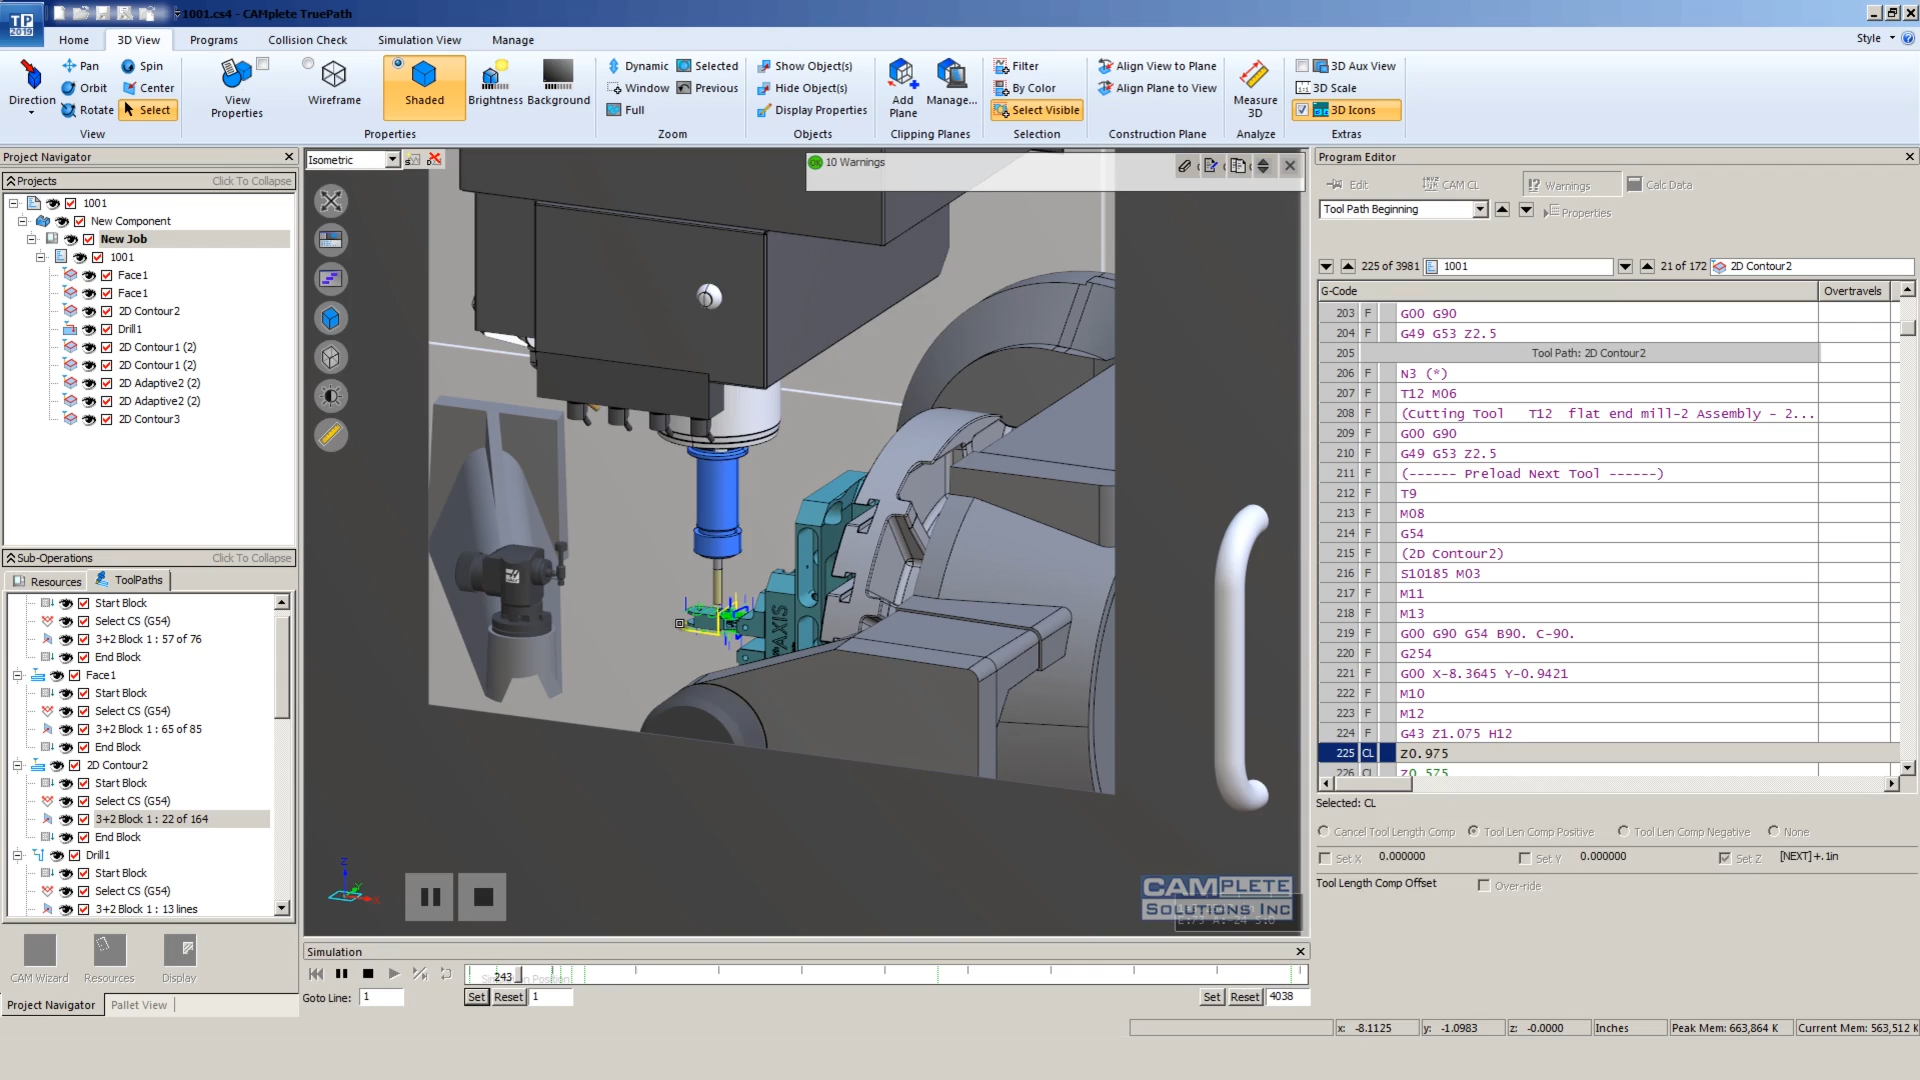 TP
2019
1001.cs4 - CAMplete TruePath
Home
3D View
Programs
Collision Check
Simulation View
Manage
Style
Direction
Pan
Orbit
Rotate
Spin
Center
Select
View
View Properties
Wireframe
Shaded
Brightness
Background
Properties
Dynamic
Window
Full
Selected
Previous
Zoom
Show Object(s)
Hide Object(s)
Display Properties
Objects
Add Plane
Manage...
Clipping Planes
Filter
By Color
Select Visible
Selection
Align View to Plane
Align Plane to View
Construction Plane
Measure 3D
Analyze
3D Aux View
3D Scale
3D Icons
Extras
Project Navigator
Projects
Click To Collapse
1001
New Component
New Job
1001
Face1
Face1
2D Contour2
Drill1
2D Contour1 (2)
2D Contour1 (2)
2D Adaptive2 (2)
2D Adaptive2 (2)
2D Contour3
Sub-Operations
Click To Collapse
Resources
ToolPaths
Start Block
Select CS (G54)
3+2 Block 1 : 57 of 76
End Block
Face1
Start Block
Select CS (G54)
3+2 Block 1 : 65 of 85
End Block
2D Contour2
Start Block
Select CS (G54)
3+2 Block 1 : 22 of 164
End Block
Drill1
Start Block
Select CS (G54)
3+2 Block 1 : 13 lines
CAM Wizard
Resources
Display
Project Navigator
Pallet View
Isometric
OK
10 Warnings
AXIS
Z
CAMPLETE
SOLUTIONS INC
Simulation
243
Simulation Position
Goto Line:
1
Set
Reset
1
Set
Reset
4038
Program Editor
Edit
CAM CL
Warnings
Calc Data
Tool Path Beginning
Properties
225 of 3981
1001
21 of 172
2D Contour2
G-Code
Overtravels
203 F G00 G90
204 F G49 G53 Z2.5
205 Tool Path: 2D Contour2
206 F N3 (*)
207 F T12 M06
208 F (Cutting Tool T12 flat end mill-2 Assembly - 2...
209 F G00 G90
210 F G49 G53 Z2.5
211 F (------ Preload Next Tool ------)
212 F T9
213 F M08
214 F G54
215 F (2D Contour2)
216 F S10185 M03
217 F M11
218 F M13
219 F G00 G90 G54 B90. C-90.
220 F G254
221 F G00 X-8.3645 Y-0.9421
222 F M10
223 F M12
224 F G43 Z1.075 H12
225 CL Z0.975
226 CL Z0.575
Selected: CL
Cancel Tool Length Comp
Tool Len Comp Positive
Tool Len Comp Negative
None
Set X
0.000000
Set Y
0.000000
Set Z
[NEXT]+.1in
Tool Length Comp Offset
Over-ride
x: -8.1125
y: -1.0983
z: -0.0000
Inches
Peak Mem: 663,864 K
Current Mem: 563,512 K